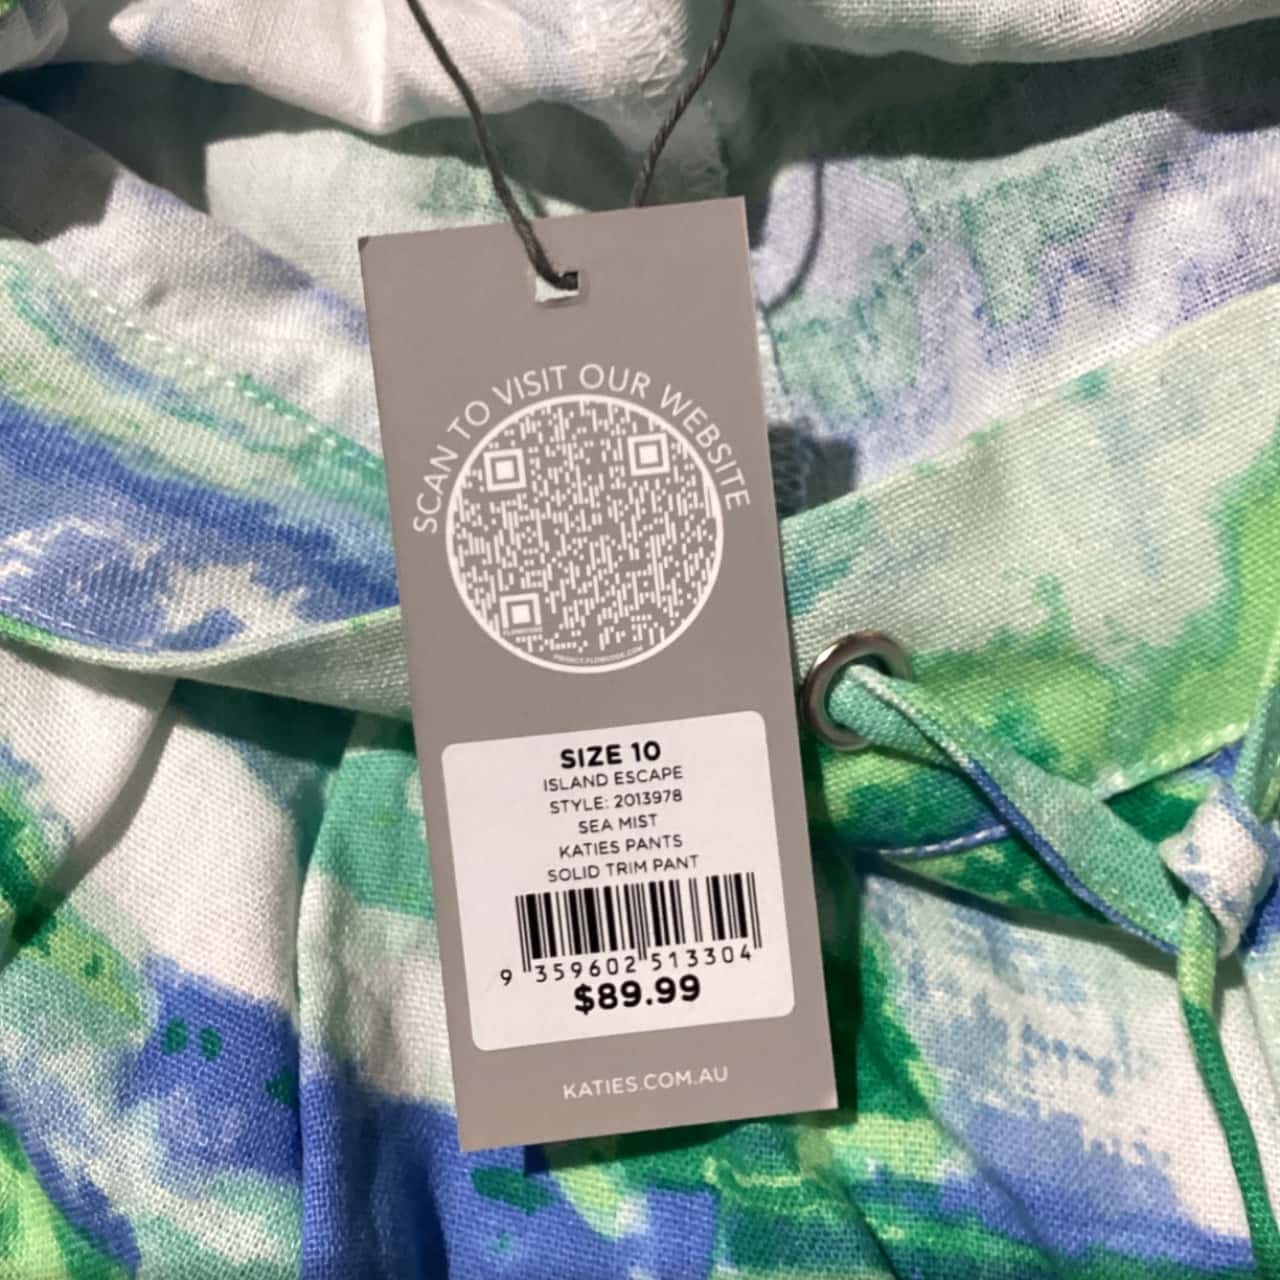 SCAN TO VISIT OUR WEBSITE
SIZE 10
ISLAND ESCAPE
STYLE: 2013978
SEA MIST
KATIES PANTS
SOLID TRIM PANT
9 359602 513304
$89.99
KATIES.COM.AU